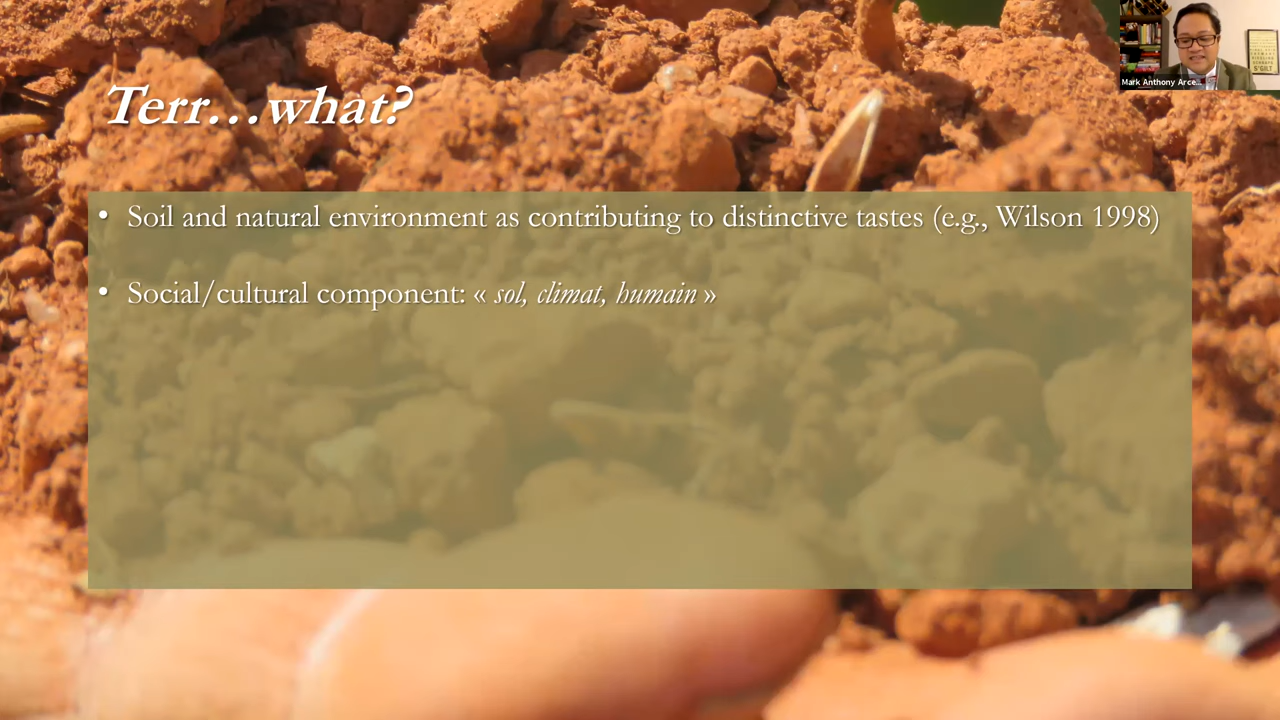 Mark Anthony Arce...
Terr…what?
• Soil and natural environment as contributing to distinctive tastes (e.g., Wilson 1998)
• Social/cultural component: « sol, climat, humain »